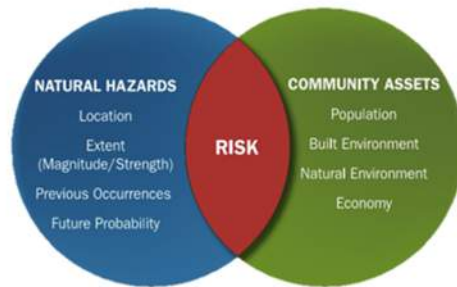 NATURAL HAZARDS
Location
Extent
(Magnitude/Strength)
Previous Occurrences
Future Probability
RISK
COMMUNITY ASSETS
Population
Built Environment
Natural Environment
Economy